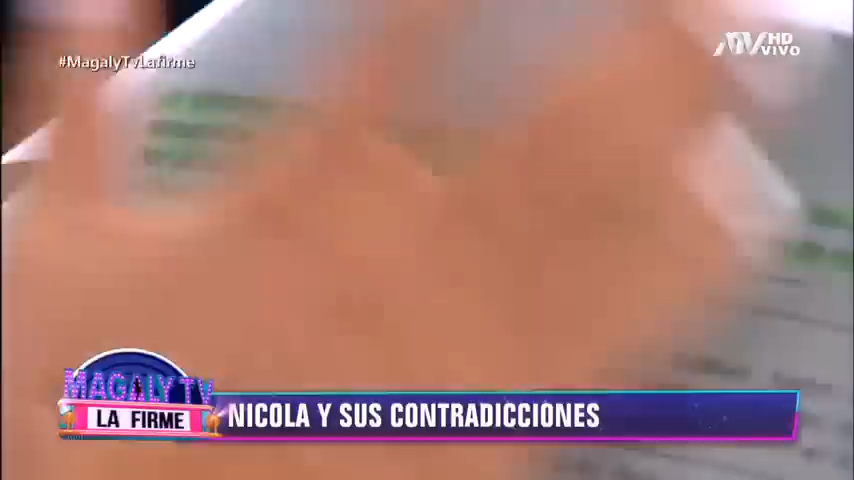 #MagalyTvLafirme
ATV HD
VIVO
MAGALY TV
LA FIRME
NICOLA Y SUS CONTRADICCIONES